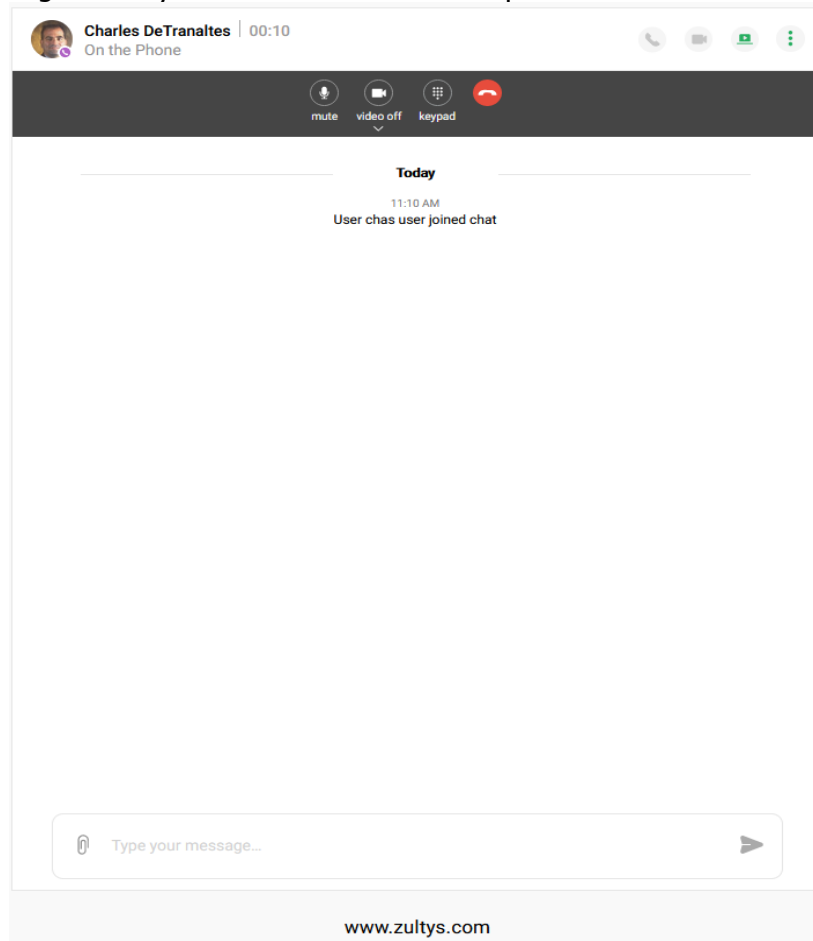 Charles DeTranaltes | 00:10
On the Phone
mute video off keypad
Today
11:10 AM
User chas user joined chat
Type your message...
www.zultys.com